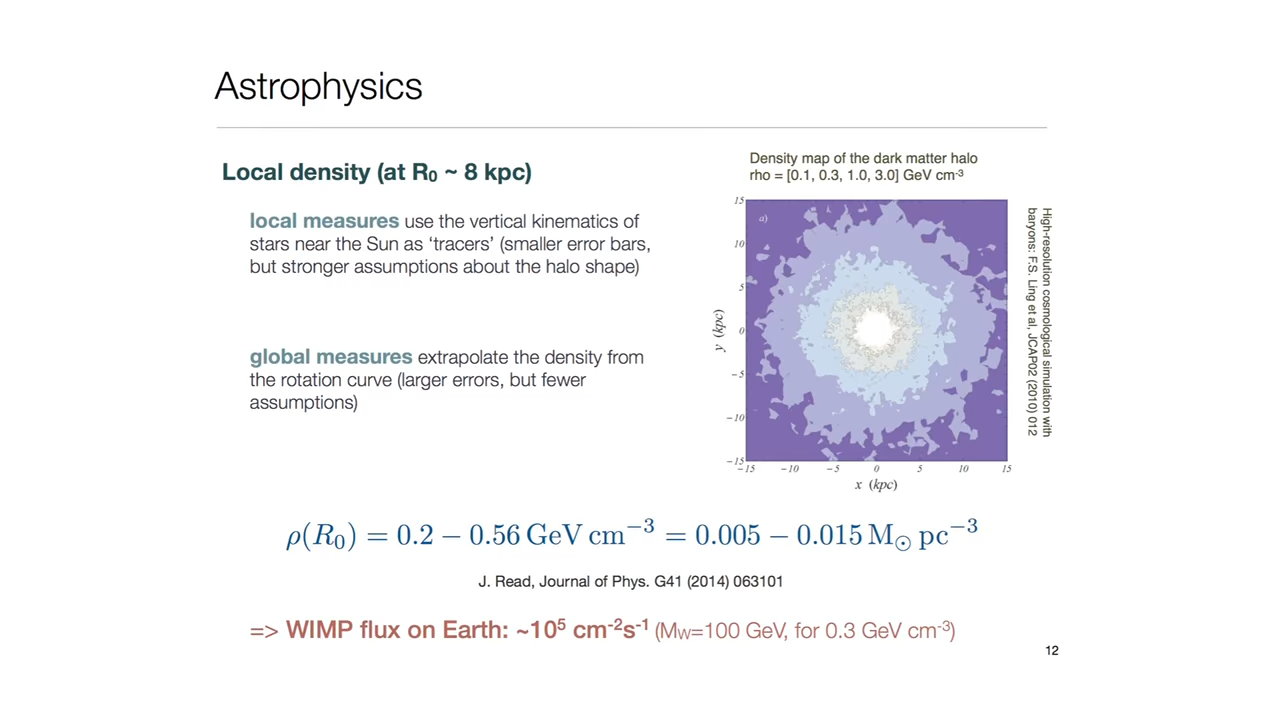 Astrophysics
Local density (at R₀ ~ 8 kpc)
local measures use the vertical kinematics of
stars near the Sun as ‘tracers’ (smaller error bars,
but stronger assumptions about the halo shape)
global measures extrapolate the density from
the rotation curve (larger errors, but fewer
assumptions)
Density map of the dark matter halo
rho = [0.1, 0.3, 1.0, 3.0] GeV cm⁻³
a)
15
10
5
0
−5
−10
−15
y (kpc)
−15 −10 −5 0 5 10 15
x (kpc)
High-resolution cosmological simulation with
baryons: F.S. Ling et al, JCAP02 (2010) 012
ρ(R₀) = 0.2 − 0.56 GeV cm⁻³ = 0.005 − 0.015 M☉ pc⁻³
J. Read, Journal of Phys. G41 (2014) 063101
=> WIMP flux on Earth: ~10⁵ cm⁻²s⁻¹ (Mw=100 GeV, for 0.3 GeV cm⁻³)
12